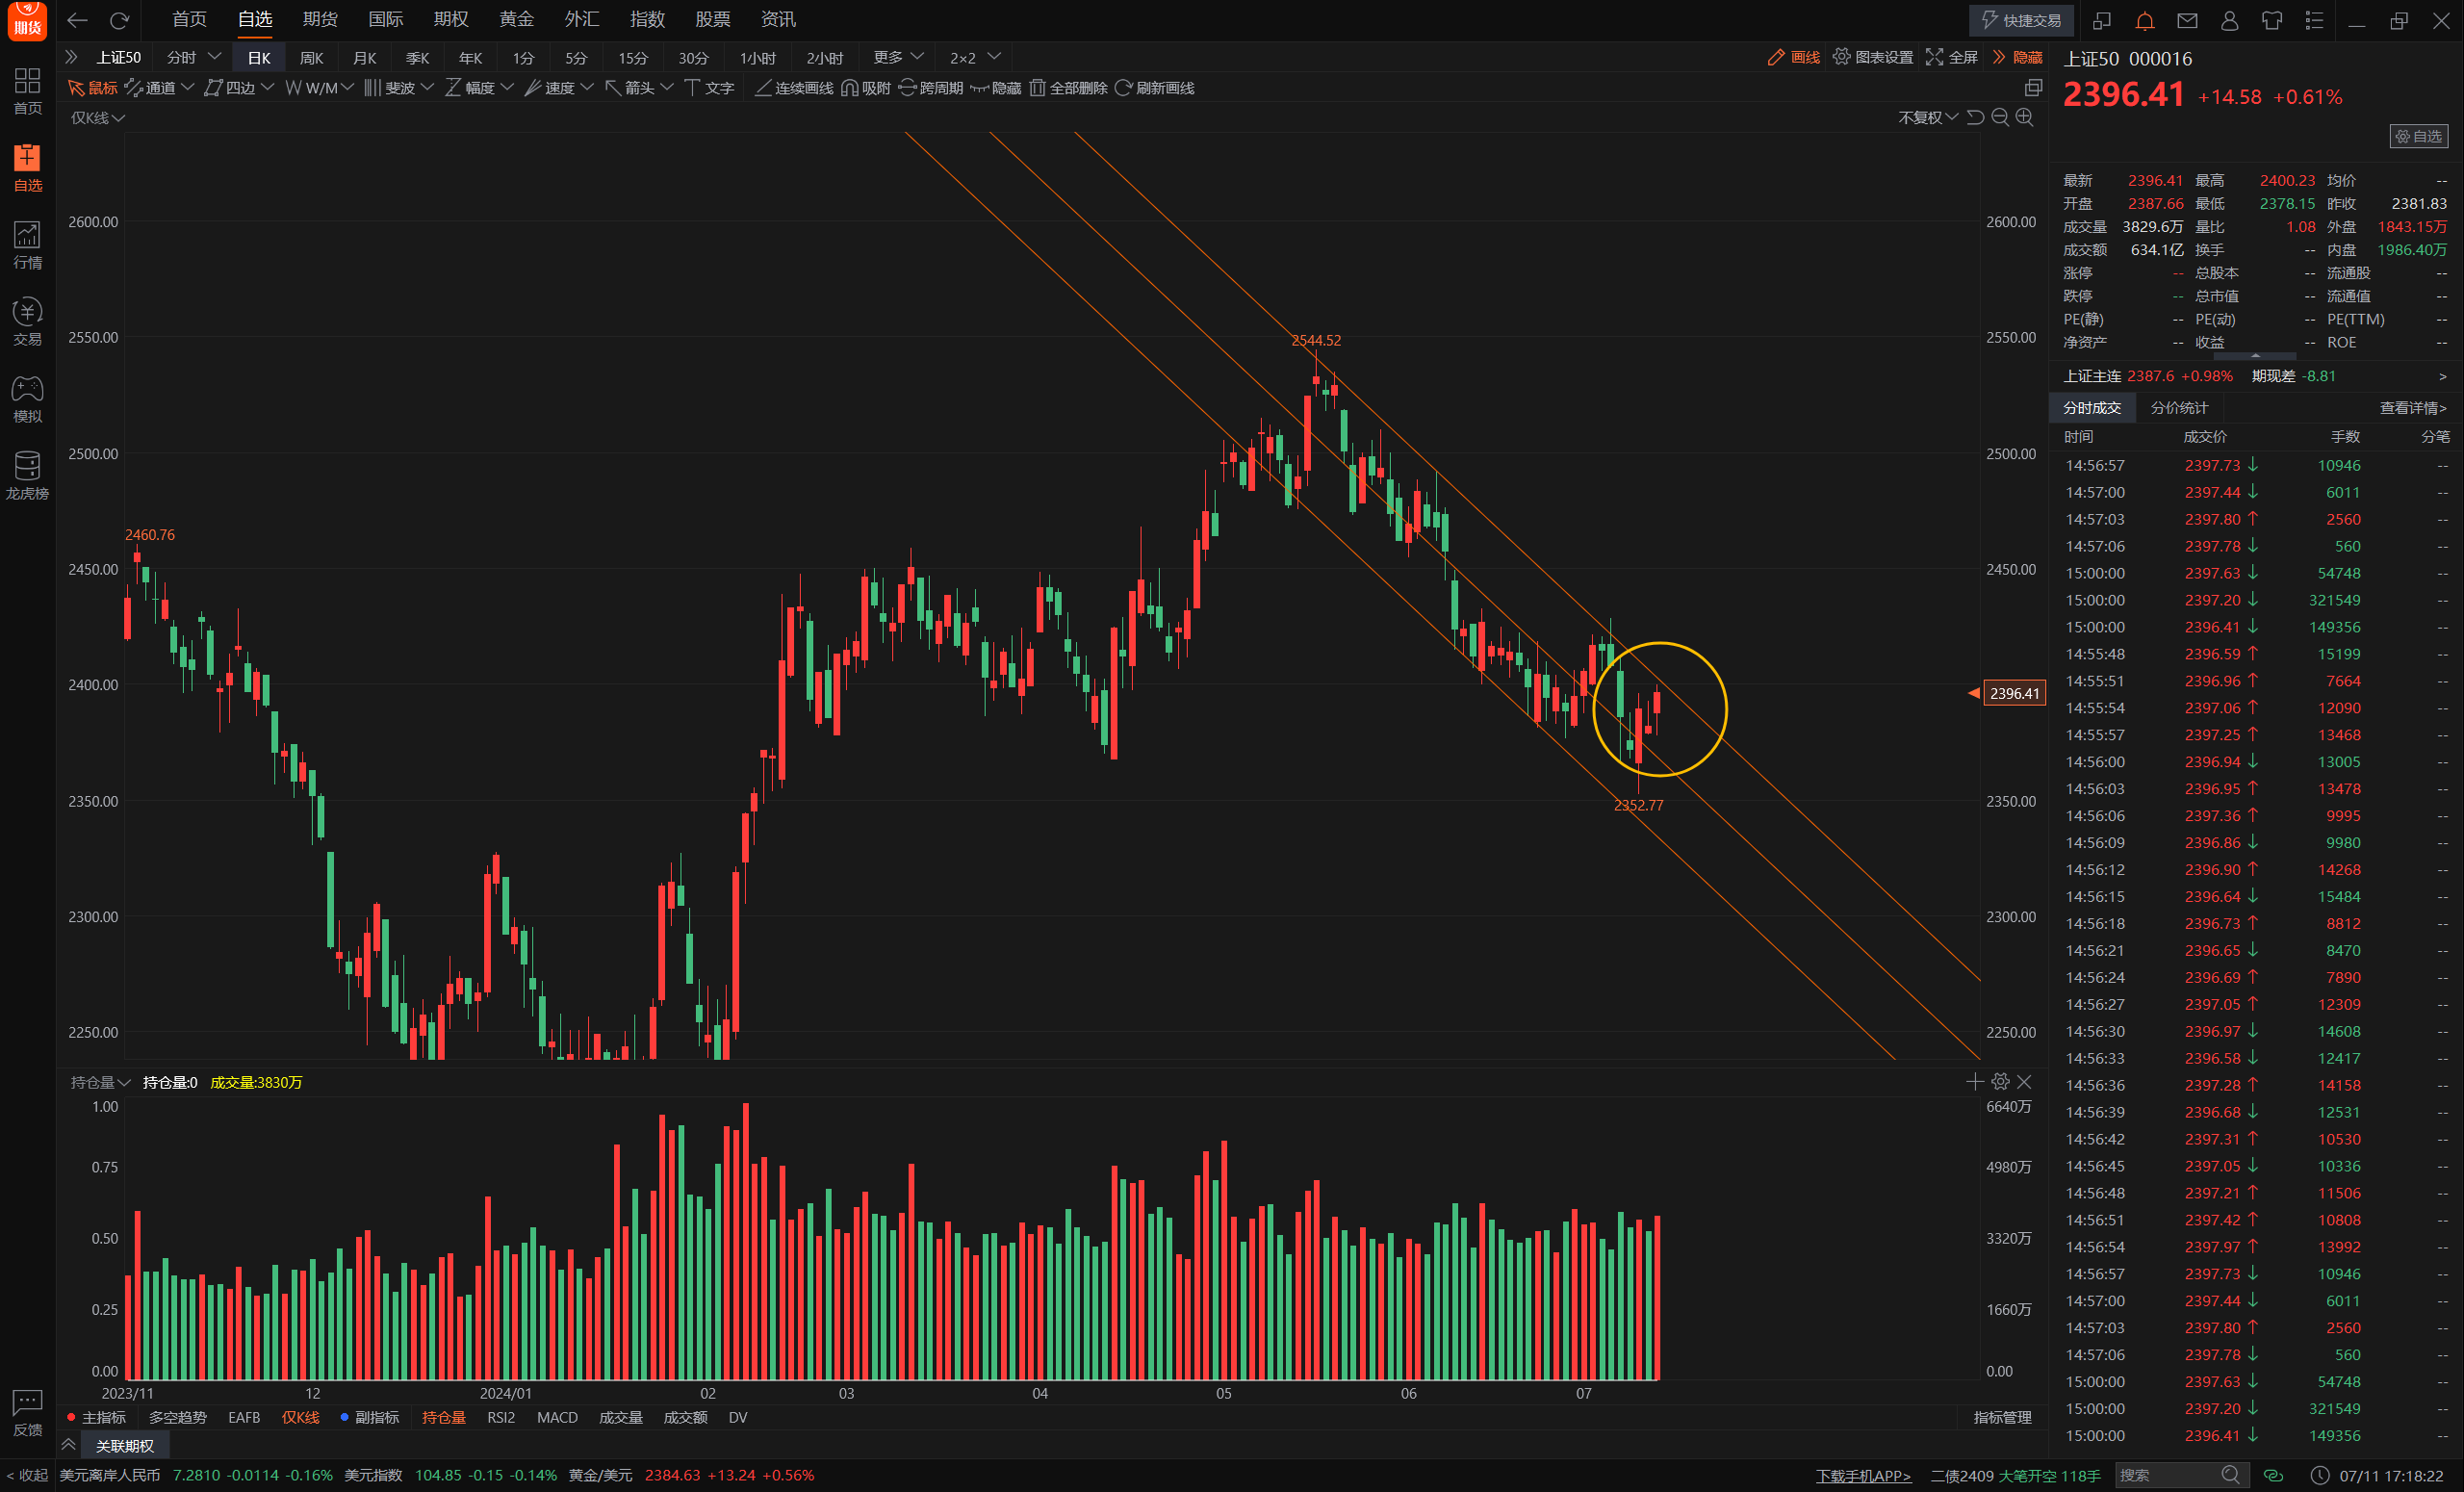 期货 首页 自选 期货 国际 期权 黄金 外汇 指数 股票 资讯 快捷交易
上证50 分时 日K 周K 月K 季K 年K 1分 5分 15分 30分 1小时 2小时 更多 2×2 画线 图表设置 全屏 隐藏
鼠标 通道 四边 W/M 斐波 幅度 速度 箭头 文字 连续画线 吸附 跨周期 隐藏 全部删除 刷新画线
仅K线 不复权
首页
自选
行情
交易
模拟
龙虎榜
反馈
2600.00 2600.00
2550.00 2550.00
2544.52
2500.00 2500.00
2460.76
2450.00 2450.00
2400.00 2400.00
2396.41
2350.00 2350.00
2352.77
2300.00 2300.00
2250.00 2250.00
持仓量 持仓量:0 成交量:3830万
1.00 6640万
0.75 4980万
0.50 3320万
0.25 1660万
0.00 0.00
2023/11 12 2024/01 02 03 04 05 06 07
主指标 多空趋势 EAFB 仅K线 副指标 持仓量 RSI2 MACD 成交量 成交额 DV 指标管理
关联期权
上证50 000016
2396.41 +14.58 +0.61%
自选
最新 2396.41 最高 2400.23 均价 --
开盘 2387.66 最低 2378.15 昨收 2381.83
成交量 3829.6万 量比 1.08 外盘 1843.15万
成交额 634.1亿 换手 -- 内盘 1986.40万
涨停 -- 总股本 -- 流通股 --
跌停 -- 总市值 -- 流通值 --
PE(静) -- PE(动) -- PE(TTM) --
净资产 -- 收益 -- ROE --
上证主连 2387.6 +0.98% 期现差 -8.81 >
分时成交 分价统计 查看详情>
时间 成交价 手数 分笔
14:56:57 2397.73 ↓ 10946 --
14:57:00 2397.44 ↓ 6011 --
14:57:03 2397.80 ↑ 2560 --
14:57:06 2397.78 ↓ 560 --
15:00:00 2397.63 ↓ 54748 --
15:00:00 2397.20 ↓ 321549 --
15:00:00 2396.41 ↓ 149356 --
14:55:48 2396.59 ↑ 15199 --
14:55:51 2396.96 ↑ 7664 --
14:55:54 2397.06 ↑ 12090 --
14:55:57 2397.25 ↑ 13468 --
14:56:00 2396.94 ↓ 13005 --
14:56:03 2396.95 ↑ 13478 --
14:56:06 2397.36 ↑ 9995 --
14:56:09 2396.86 ↓ 9980 --
14:56:12 2396.90 ↑ 14268 --
14:56:15 2396.64 ↓ 15484 --
14:56:18 2396.73 ↑ 8812 --
14:56:21 2396.65 ↓ 8470 --
14:56:24 2396.69 ↑ 7890 --
14:56:27 2397.05 ↑ 12309 --
14:56:30 2396.97 ↓ 14608 --
14:56:33 2396.58 ↓ 12417 --
14:56:36 2397.28 ↑ 14158 --
14:56:39 2396.68 ↓ 12531 --
14:56:42 2397.31 ↑ 10530 --
14:56:45 2397.05 ↓ 10336 --
14:56:48 2397.21 ↑ 11506 --
14:56:51 2397.42 ↑ 10808 --
14:56:54 2397.97 ↑ 13992 --
14:56:57 2397.73 ↓ 10946 --
14:57:00 2397.44 ↓ 6011 --
14:57:03 2397.80 ↑ 2560 --
14:57:06 2397.78 ↓ 560 --
15:00:00 2397.63 ↓ 54748 --
15:00:00 2397.20 ↓ 321549 --
15:00:00 2396.41 ↓ 149356 --
< 收起 美元离岸人民币 7.2810 -0.0114 -0.16% 美元指数 104.85 -0.15 -0.14% 黄金/美元 2384.63 +13.24 +0.56% 下载手机APP> 二债2409 大笔开空 118手 搜索 07/11 17:18:22